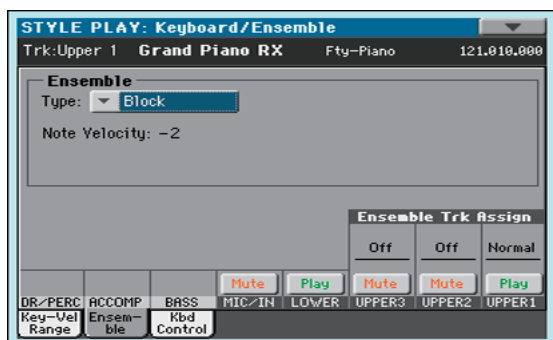 STYLE PLAY: Keyboard/Ensemble
Trk:Upper 1 Grand Piano RX Fty-Piano 121.010.000
Ensemble
Type: Block
Note Velocity: -2
Ensemble Trk Assign
Off Off Normal
Mute Play Mute Mute Play
DR/PERC ACCOMP BASS MIC/IN LOWER UPPER3 UPPER2 UPPER1
Key-Vel Ensem- Kbd
Range ble Control